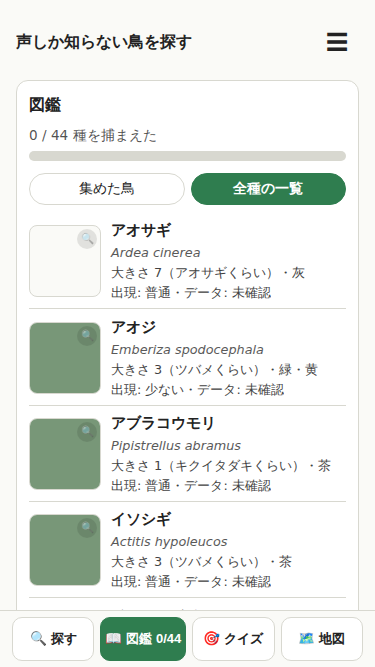 声しか知らない鳥を探す
図鑑
0 / 44 種を捕まえた
集めた鳥
全種の一覧
アオサギ
Ardea cinerea
大きさ 7（アオサギくらい）・灰
出現: 普通・データ: 未確認
アオジ
Emberiza spodocephala
大きさ 3（ツバメくらい）・緑・黄
出現: 少ない・データ: 未確認
アブラコウモリ
Pipistrellus abramus
大きさ 1（キクイタダキくらい）・茶
出現: 普通・データ: 未確認
イソシギ
Actitis hypoleucos
大きさ 3（ツバメくらい）・茶
出現: 普通・データ: 未確認
探す
図鑑 0/44
クイズ
地図